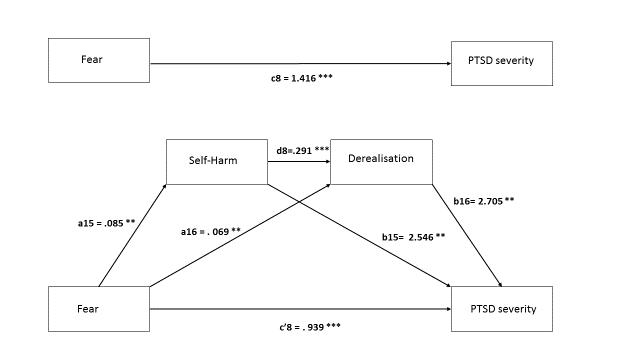 Fear
PTSD severity
c8 = 1.416 ***
Self-Harm
d8=.291 ***
Derealisation
a15 = .085 **
a16 = . 069 **
b15= 2.546 **
b16= 2.705 **
Fear
PTSD severity
c'8 = . 939 ***